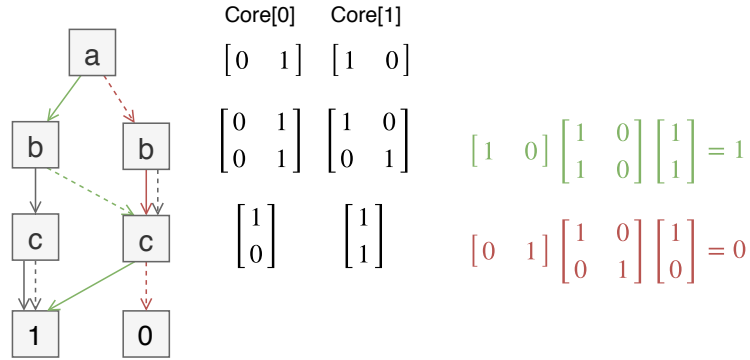 Core[0] Core[1]
a
[0 1] [1 0]
b b
[0 1
0 1]
[1 0
0 1]
c c
[1
0]
[1
1]
1 0
[1 0] [1 0
1 0] [1
1] = 1
[0 1] [1 0
0 1] [1
0] = 0